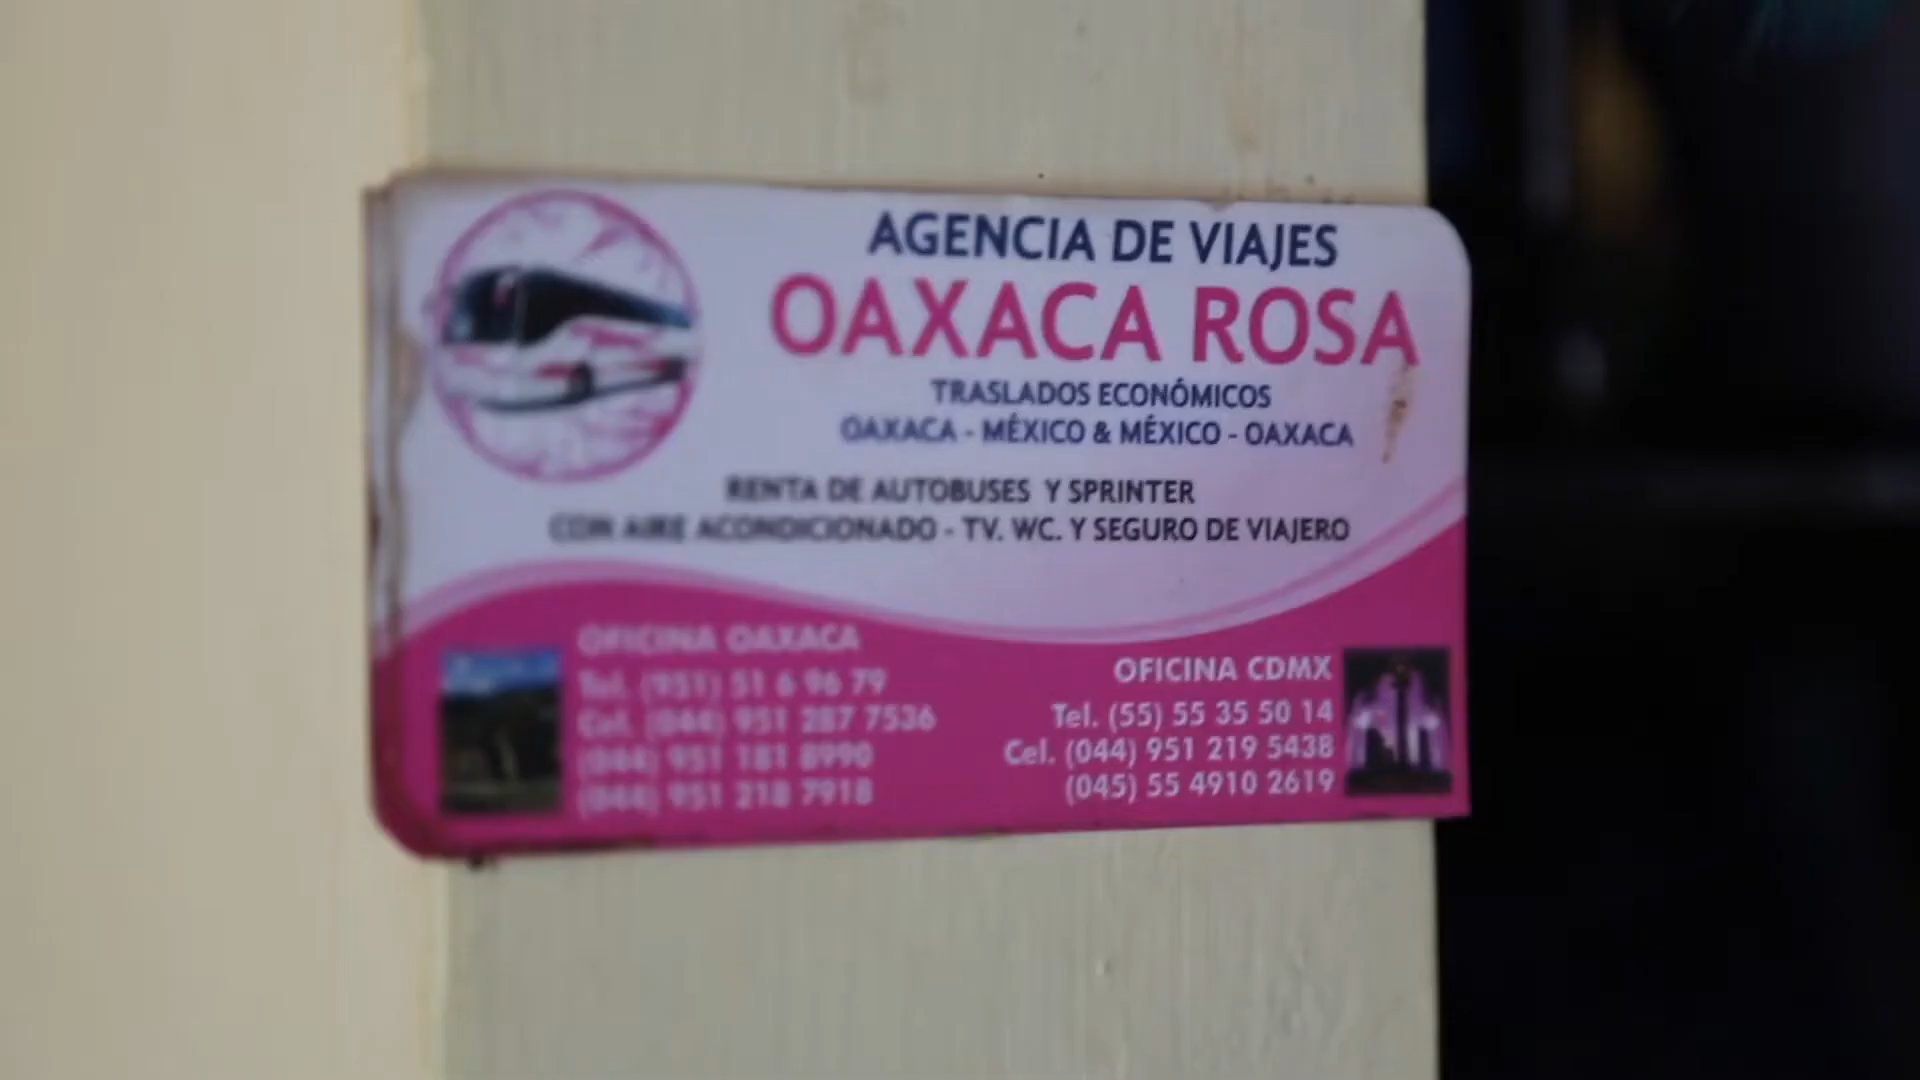 AGENCIA DE VIAJES
OAXACA ROSA
TRASLADOS ECONÓMICOS
OAXACA - MÉXICO & MÉXICO - OAXACA
RENTA DE AUTOBUSES Y SPRINTER
CON AIRE ACONDICIONADO - TV. WC. Y SEGURO DE VIAJERO
OFICINA OAXACA
Tel. (951) 51 6 96 79
Cel. (044) 951 287 7536
(044) 951 181 8990
(044) 951 218 7918
OFICINA CDMX
Tel. (55) 55 35 50 14
Cel. (044) 951 219 5438
(045) 55 4910 2619